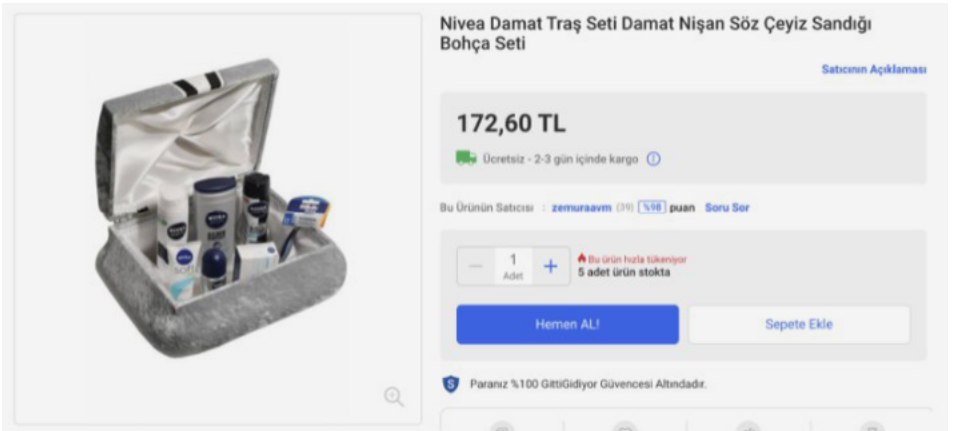 Nivea Damat Traş Seti Damat Nişan Söz Çeyiz Sandığı
Bohça Seti
Satıcının Açıklaması
172,60 TL
Ücretsiz - 2-3 gün içinde kargo
Bu Ürünün Satıcısı : zemuraavm (39) %98 puan Soru Sor
1
Adet
Bu ürün hızla tükeniyor
5 adet ürün stokta
Hemen AL!
Sepete Ekle
Paranız %100 GittiGidiyor Güvencesi Altındadır.
NIVEA